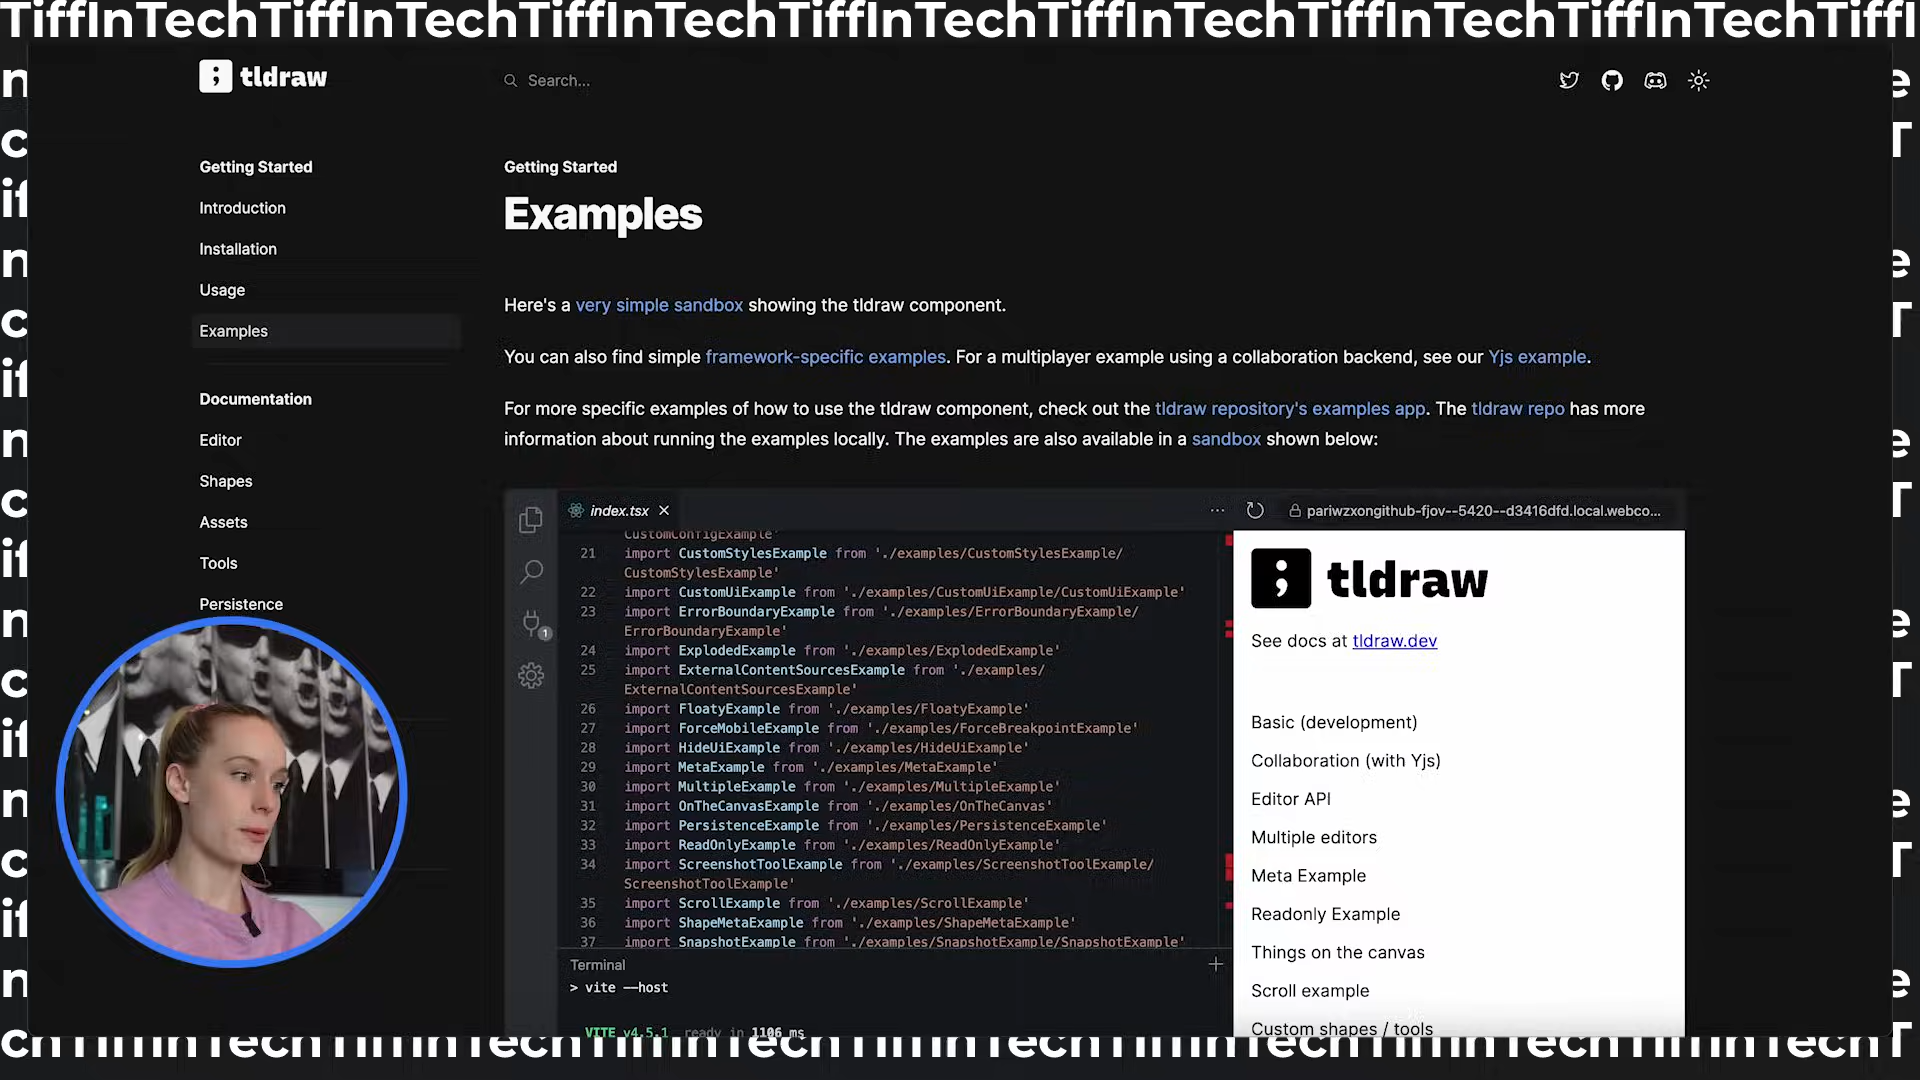 TiffInTechTiffInTechTiffInTechTiffInTechTiffInTechTiffInTechTiffI
tldraw
Search...
Getting Started
Introduction
Installation
Usage
Examples
Documentation
Editor
Shapes
Assets
Tools
Persistence
Getting Started
Examples
Here's a very simple sandbox showing the tldraw component.
You can also find simple framework-specific examples. For a multiplayer example using a collaboration backend, see our Yjs example.
For more specific examples of how to use the tldraw component, check out the tldraw repository's examples app. The tldraw repo has more
information about running the examples locally. The examples are also available in a sandbox shown below:
index.tsx
CustomConfigExample'
21 import CustomStylesExample from './examples/CustomStylesExample/
CustomStylesExample'
22 import CustomUiExample from './examples/CustomUiExample/CustomUiExample'
23 import ErrorBoundaryExample from './examples/ErrorBoundaryExample/
ErrorBoundaryExample'
24 import ExplodedExample from './examples/ExplodedExample'
25 import ExternalContentSourcesExample from './examples/
ExternalContentSourcesExample'
26 import FloatyExample from './examples/FloatyExample'
27 import ForceMobileExample from './examples/ForceBreakpointExample'
28 import HideUiExample from './examples/HideUiExample'
29 import MetaExample from './examples/MetaExample'
30 import MultipleExample from './examples/MultipleExample'
31 import OnTheCanvasExample from './examples/OnTheCanvas'
32 import PersistenceExample from './examples/PersistenceExample'
33 import ReadOnlyExample from './examples/ReadOnlyExample'
34 import ScreenshotToolExample from './examples/ScreenshotToolExample/
ScreenshotToolExample'
35 import ScrollExample from './examples/ScrollExample'
36 import ShapeMetaExample from './examples/ShapeMetaExample'
37 import SnapshotExample from './examples/SnapshotExample/SnapshotExample'
1
Terminal
> vite --host
VITE v4.5.1 ready in 1106 ms
pariwzxongithub-fjov--5420--d3416dfd.local.webco...
tldraw
See docs at tldraw.dev
Basic (development)
Collaboration (with Yjs)
Editor API
Multiple editors
Meta Example
Readonly Example
Things on the canvas
Scroll example
Custom shapes / tools